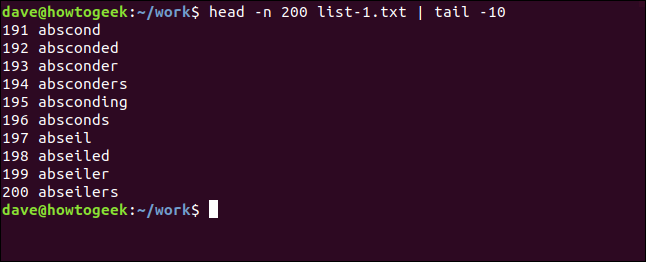 dave@howtogeek:~/work$ head -n 200 list-1.txt | tail -10
191 abscond
192 absconded
193 absconder
194 absconders
195 absconding
196 absconds
197 abseil
198 abseiled
199 abseiler
200 abseilers
dave@howtogeek:~/work$